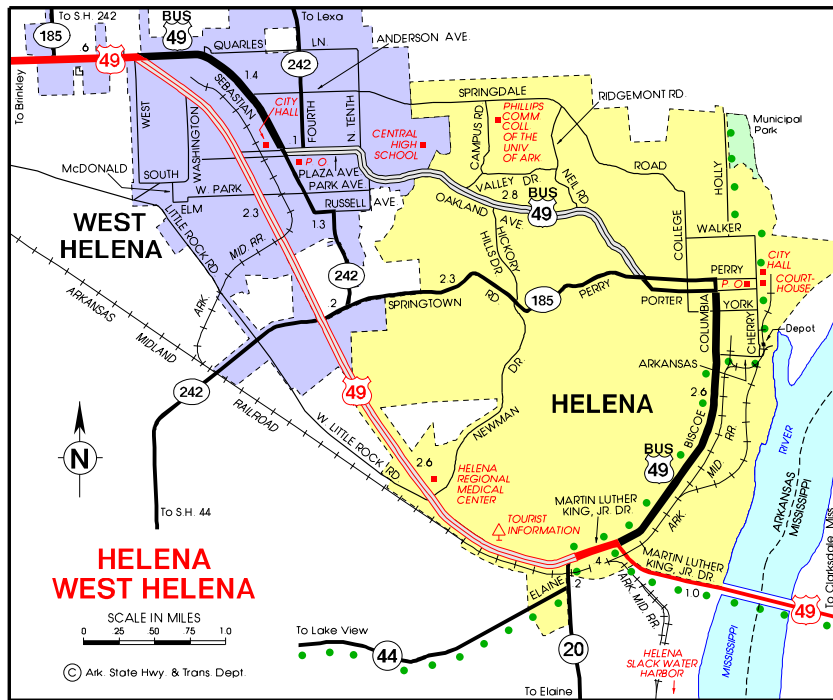 To S.H. 242
BUS
49
To Lexa
185
6
49
QUARLES
LN.
ANDERSON AVE.
242
To Brinkley
1.4
SEBASTIAN
CITY
HALL
WEST
WASHINGTON
1
FOURTH
N. TENTH
CENTRAL
HIGH
SCHOOL
SPRINGDALE
RIDGEMONT RD.
PHILLIPS
COMM
COLL
OF THE
UNIV
OF ARK
CAMPUS RD
Municipal
Park
McDONALD
SOUTH
P O
PLAZA AVE
W. PARK
PARK AVE
ELM
RUSSELL AVE
VALLEY DR.
2.8
OAKLAND
AVE.
NEIL RD
ROAD
HOLLY
BUS
49
WEST
HELENA
LITTLE ROCK RD
2.3
MID. RR.
ARK.
1.3
HICKORY
HILLS DR
COLLEGE
WALKER
CITY
HALL
COURT-
HOUSE
242
2.3
PERRY
P O
2
SPRINGTOWN
RD
185
PERRY
PORTER
YORK
COLUMBIA
CHERRY
Depot
ARKANSAS
MIDLAND
RAILROAD
ARKANSAS
242
49
DR.
NEWMAN
HELENA
2.6
BISCOE
MID. RR.
ARK
BUS
49
RIVER
ARKANSAS
MISSISSIPPI
N
W. LITTLE ROCK RD
2.6
HELENA
REGIONAL
MEDICAL
CENTER
TOURIST
INFORMATION
MARTIN LUTHER
KING, JR. DR.
To S.H. 44
HELENA
WEST HELENA
.4
MARTIN LUTHER
KING, JR. DR.
ELAINE
.2
ARK. MID. RR.
1.0
49
To Clarksdale, Miss.
SCALE IN MILES
0 .25 .50 .75 1.0
To Lake View
44
20
HELENA
SLACK WATER
HARBOR
MISSISSIPPI
C Ark. State Hwy. & Trans. Dept.
To Elaine